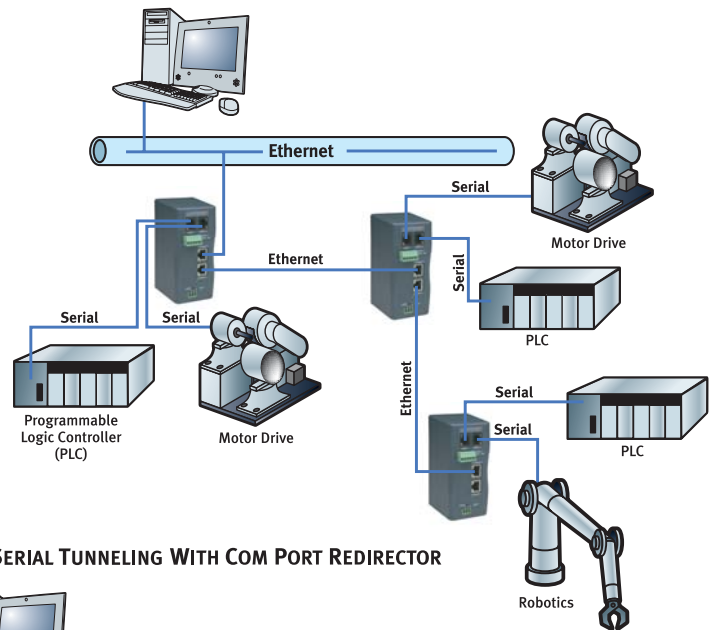 Ethernet
Serial
Motor Drive
Ethernet
Serial
PLC
Serial
Serial
Programmable
Logic Controller
(PLC)
Motor Drive
Ethernet
Serial
Serial
PLC
Robotics
SERIAL TUNNELING WITH COM PORT REDIRECTOR